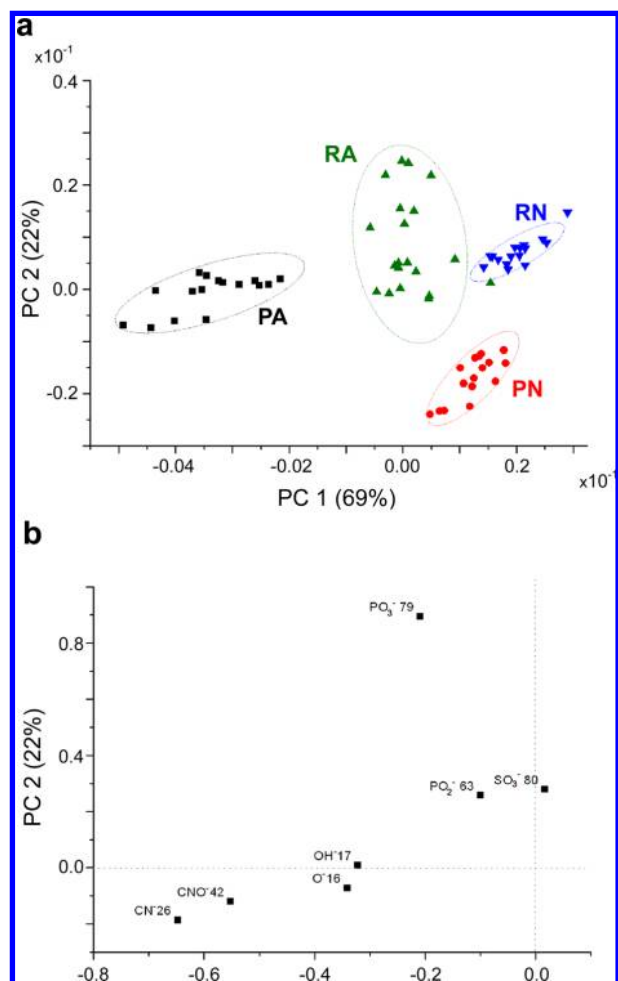 a
x10⁻¹
0.4
0.2
0.0
-0.2
PC 2 (22%)
RA
RN
PA
PN
-0.04
-0.02
0.00
0.2
x10⁻¹
PC 1 (69%)
b
0.8
0.4
0.0
PC 2 (22%)
PO₃⁻ 79
PO₂⁻ 63
SO₃⁻ 80
OH⁻17
O⁻16
CNO⁻42
CN⁻26
-0.8
-0.6
-0.4
-0.2
0.0